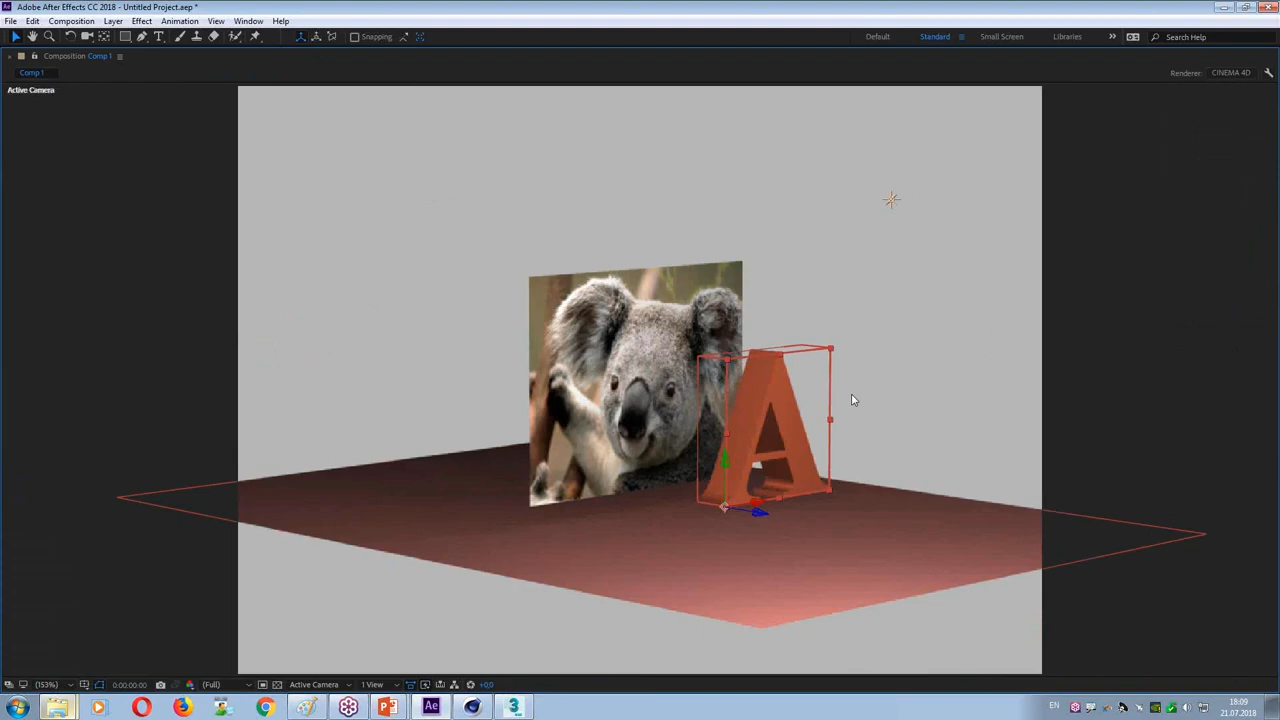 Adobe After Effects CC 2018 - Untitled Project.aep *
File Edit Composition Layer Effect Animation View Window Help
Snapping Default Standard Small Screen Libraries Search Help
Composition Comp 1
Comp 1 Renderer: CINEMA 4D
Active Camera
A
(153%) 0:00:00:00 (Full) Active Camera 1 View +0,0
Ae EN 18:09
21.07.2018